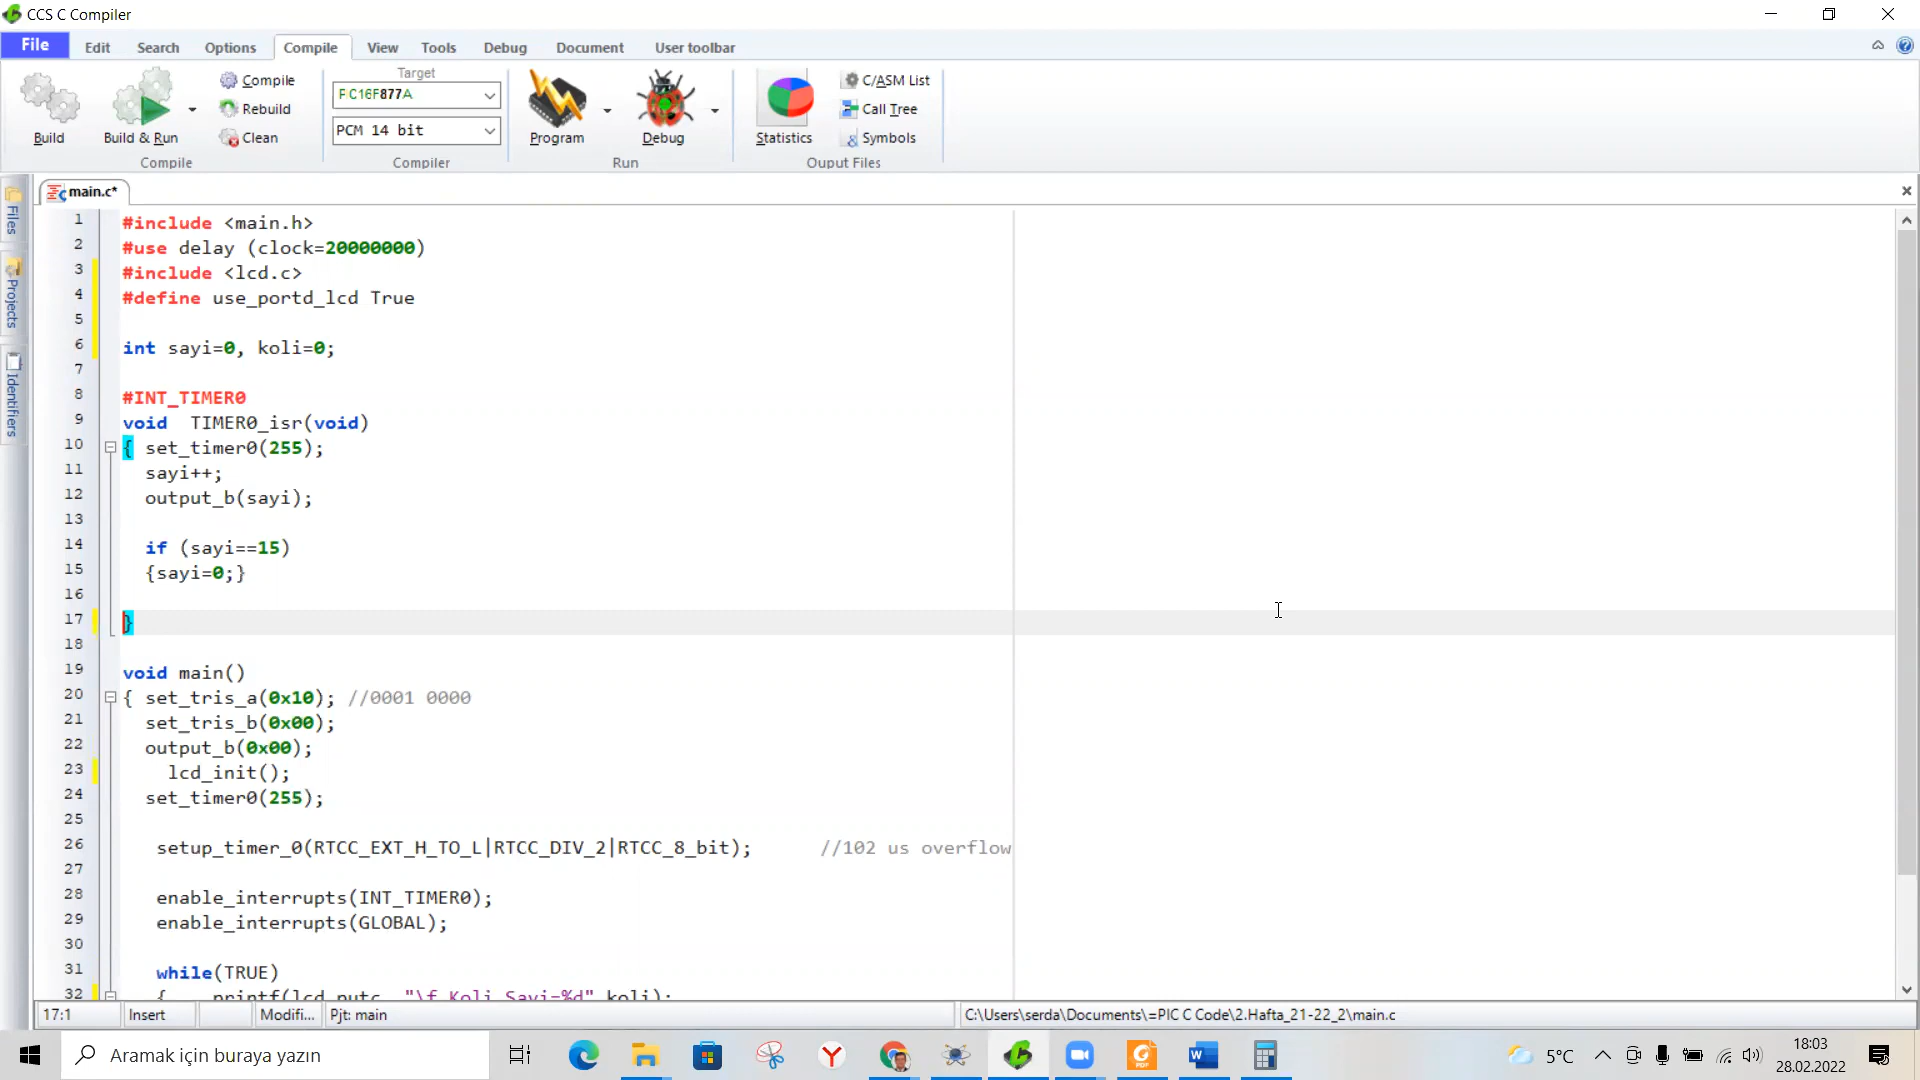 CCS C Compiler
File Edit Search Options Compile View Tools Debug Document User toolbar
Build
Build & Run
Compile
Rebuild
Clean
Compile
Target
PIC16F877A
PCM 14 bit
Compiler
Program
Debug
Run
Statistics
C/ASM List
Call Tree
Symbols
Ouput Files
Files
Projects
Identifiers
main.c*
1 #include <main.h>
2 #use delay (clock=20000000)
3 #include <lcd.c>
4 #define use_portd_lcd True
5
6 int sayi=0, koli=0;
7
8 #INT_TIMER0
9 void TIMER0_isr(void)
10 { set_timer0(255);
11 sayi++;
12 output_b(sayi);
13
14 if (sayi==15)
15 {sayi=0;}
16
17 }
18
19 void main()
20 { set_tris_a(0x10); //0001 0000
21 set_tris_b(0x00);
22 output_b(0x00);
23 lcd_init();
24 set_timer0(255);
25
26 setup_timer_0(RTCC_EXT_H_TO_L|RTCC_DIV_2|RTCC_8_bit); //102 us overflow
27
28 enable_interrupts(INT_TIMER0);
29 enable_interrupts(GLOBAL);
30
31 while(TRUE)
32 { printf(lcd_putc, "\f Koli Sayi=%d",koli);
17:1 Insert Modifi... Pjt: main C:\Users\serda\Documents\=PIC C Code\2.Hafta_21-22_2\main.c
Aramak için buraya yazın
5°C
18:03
28.02.2022